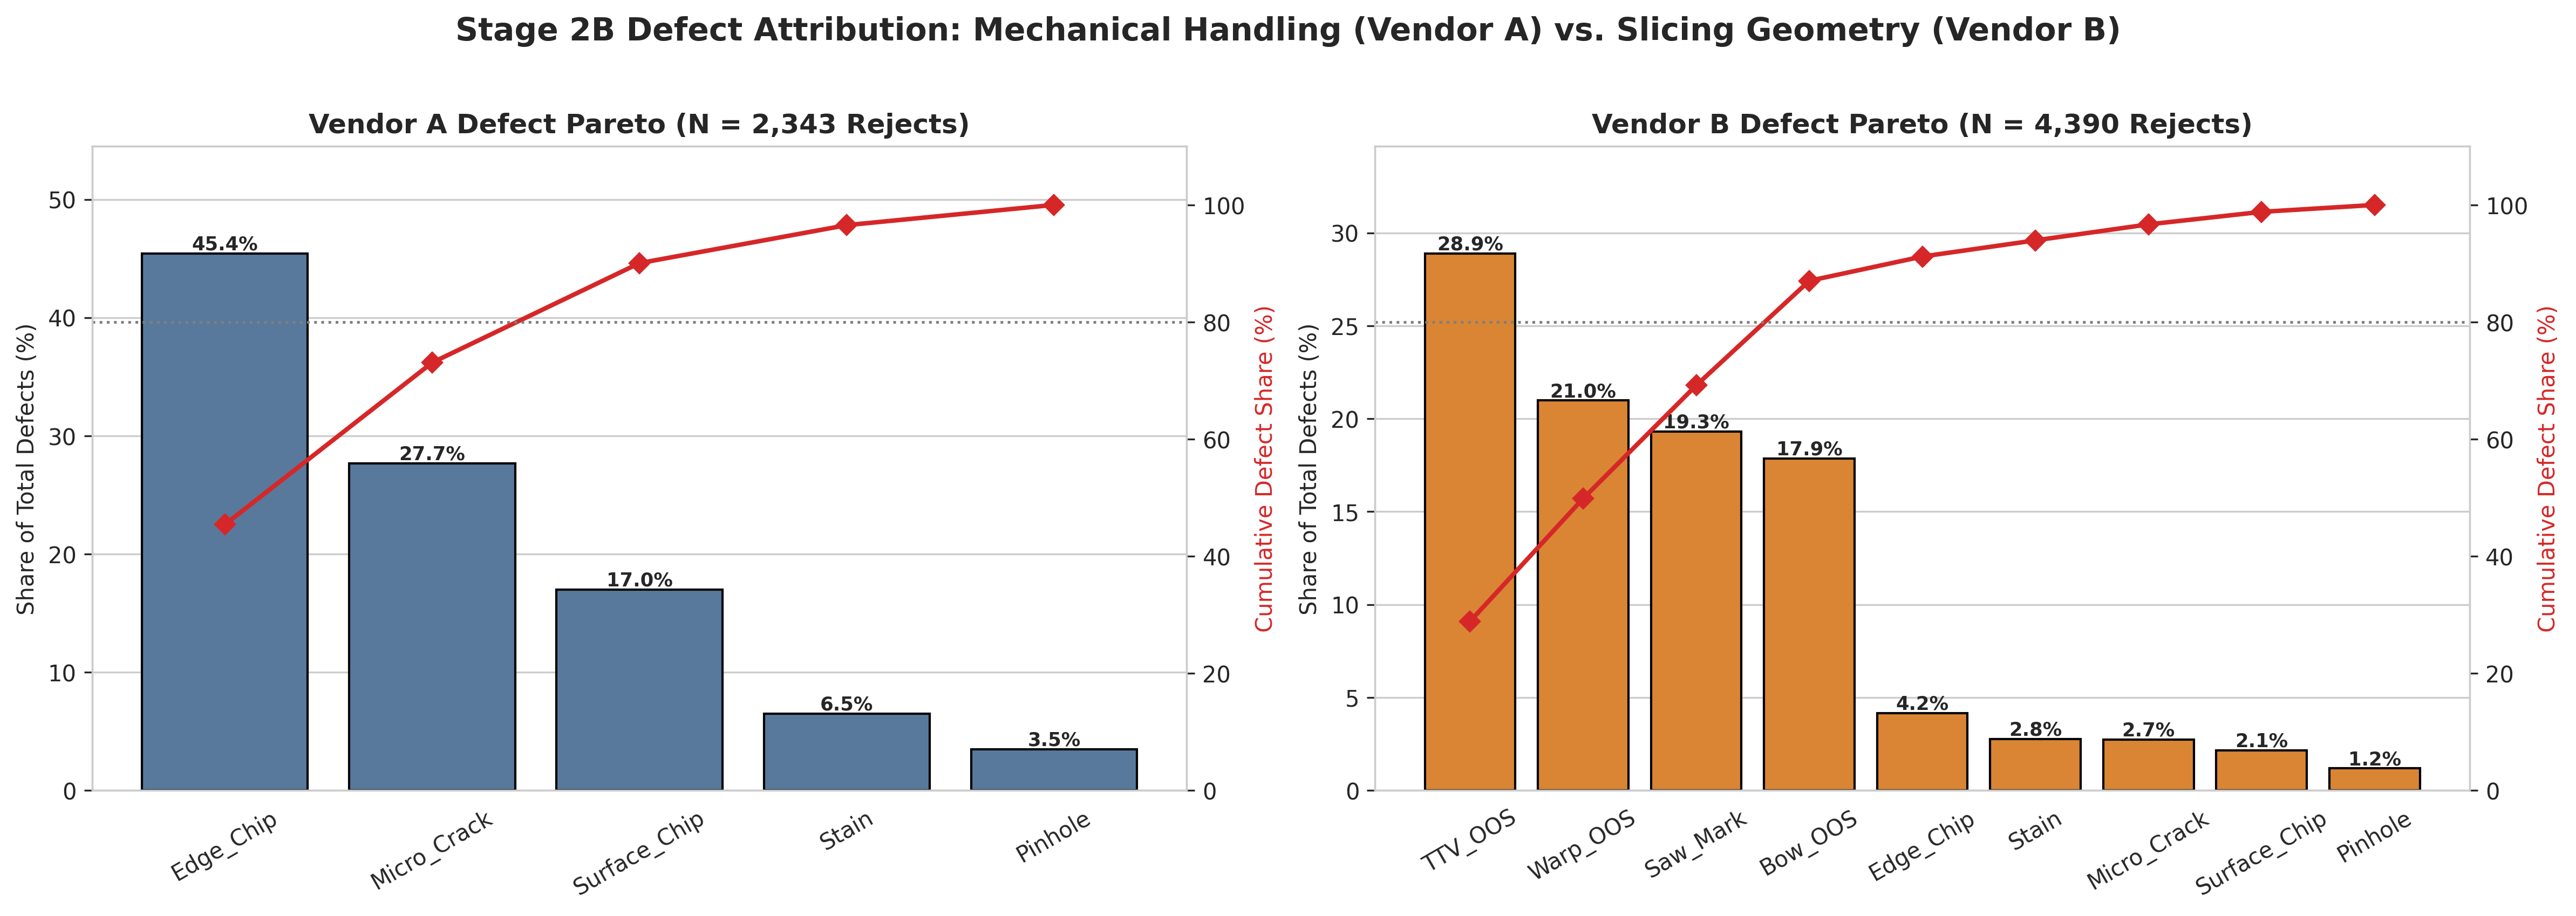 Stage 2B Defect Attribution: Mechanical Handling (Vendor A) vs. Slicing Geometry (Vendor B)
Vendor A Defect Pareto (N = 2,343 Rejects)
Share of Total Defects (%)
50
40
30
20
10
0
45.4%
27.7%
17.0%
6.5%
3.5%
100
80
60
40
20
0
Cumulative Defect Share (%)
Edge_Chip
Micro_Crack
Surface_Chip
Stain
Pinhole
Vendor B Defect Pareto (N = 4,390 Rejects)
Share of Total Defects (%)
30
25
20
15
10
5
0
28.9%
21.0%
19.3%
17.9%
4.2%
2.8%
2.7%
2.1%
1.2%
100
80
60
40
20
0
Cumulative Defect Share (%)
TTV_OOS
Warp_OOS
Saw_Mark
Bow_OOS
Edge_Chip
Stain
Micro_Crack
Surface_Chip
Pinhole